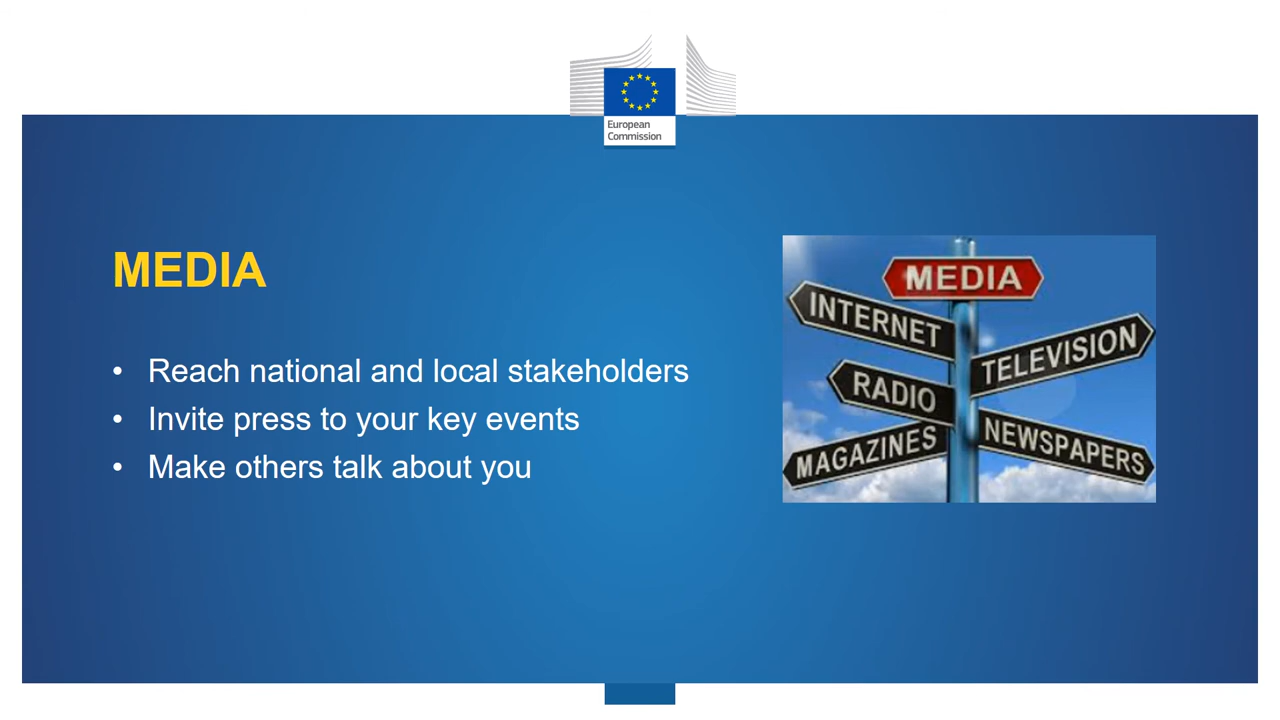 European
Commission
MEDIA
• Reach national and local stakeholders
• Invite press to your key events
• Make others talk about you
MEDIA
INTERNET
TELEVISION
RADIO
NEWSPAPERS
MAGAZINES